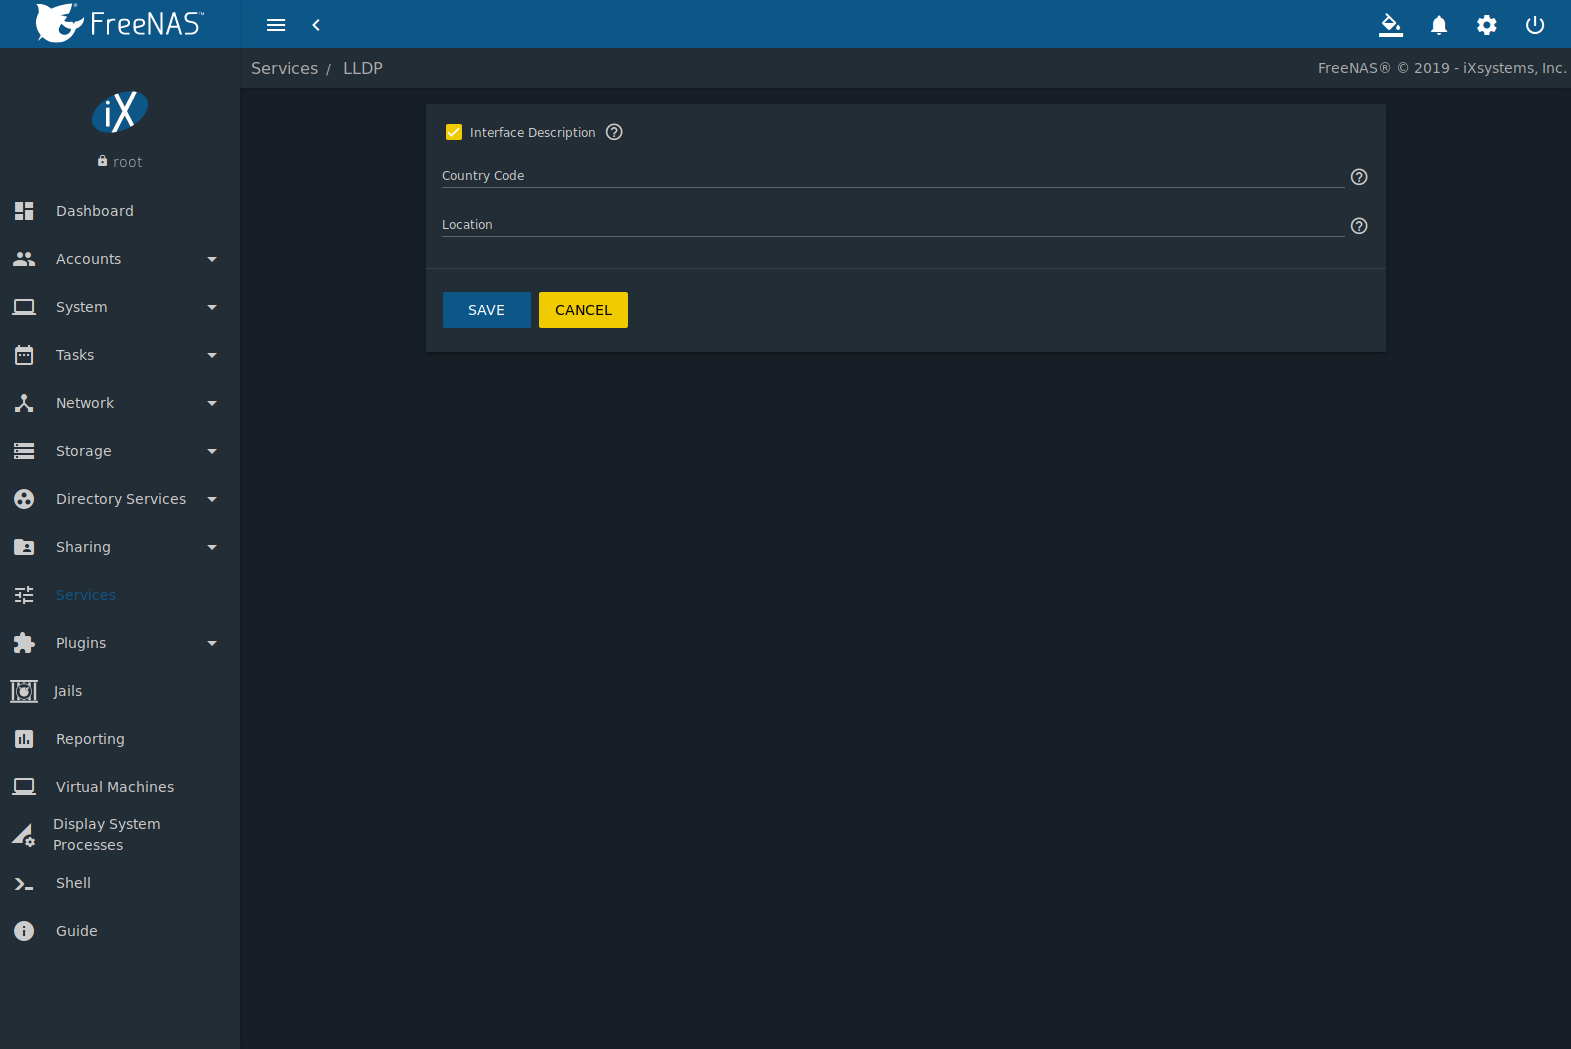 FreeNAS™
Services / LLDP
FreeNAS® © 2019 - iXsystems, Inc.
iX
root
Dashboard
Accounts
System
Tasks
Network
Storage
Directory Services
Sharing
Services
Plugins
Jails
Reporting
Virtual Machines
Display System
Processes
Shell
Guide
Interface Description
Country Code
Location
SAVE
CANCEL